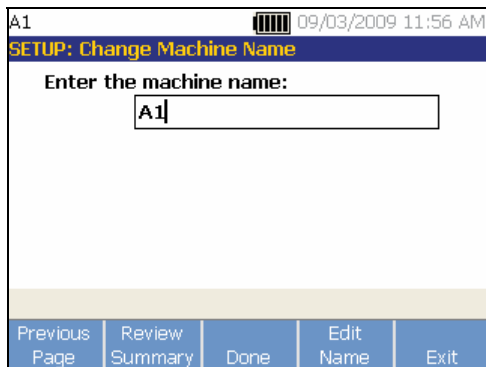 A1 09/03/2009 11:56 AM
SETUP: Change Machine Name
Enter the machine name:
A1
Previous Page Review Summary Done Edit Name Exit